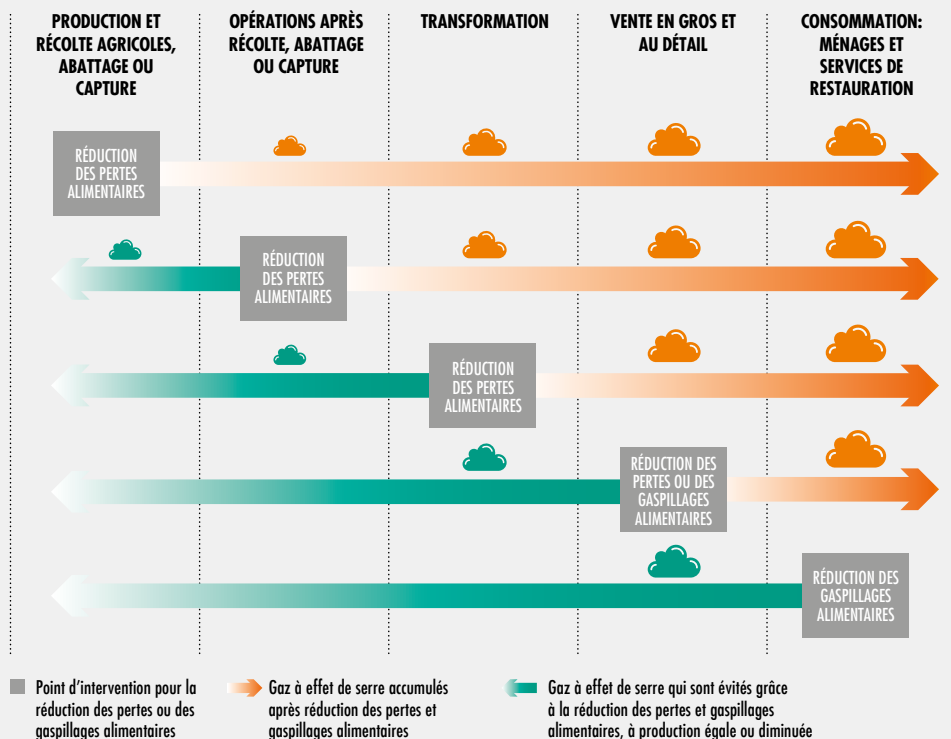 PRODUCTION ET
RÉCOLTE AGRICOLES,
ABATTAGE OU
CAPTURE
OPÉRATIONS APRÈS
RÉCOLTE, ABATTAGE
OU CAPTURE
TRANSFORMATION
VENTE EN GROS ET
AU DÉTAIL
CONSOMMATION:
MÉNAGES ET
SERVICES DE
RESTAURATION
RÉDUCTION
DES PERTES
ALIMENTAIRES
RÉDUCTION
DES PERTES
ALIMENTAIRES
RÉDUCTION
DES PERTES
ALIMENTAIRES
RÉDUCTION DES
PERTES OU DES
GASPILLAGES
ALIMENTAIRES
RÉDUCTION DES
GASPILLAGES
ALIMENTAIRES
Point d'intervention pour la
réduction des pertes ou des
gaspillages alimentaires
Gaz à effet de serre accumulés
après réduction des pertes et
gaspillages alimentaires
Gaz à effet de serre qui sont évités grâce
à la réduction des pertes et gaspillages
alimentaires, à production égale ou diminuée